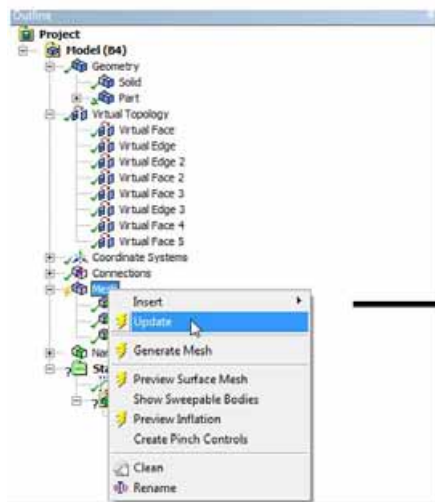 Outline
Project
Model (B4)
Geometry
Solid
Part
Virtual Topology
Virtual Face
Virtual Edge
Virtual Edge 2
Virtual Face 2
Virtual Face 3
Virtual Edge 3
Virtual Face 4
Virtual Face 5
Coordinate Systems
Connections
Mesh
Insert
Update
Nar
Generate Mesh
Sta
Preview Surface Mesh
Show Sweepable Bodies
Preview Inflation
Create Pinch Controls
Clean
Rename